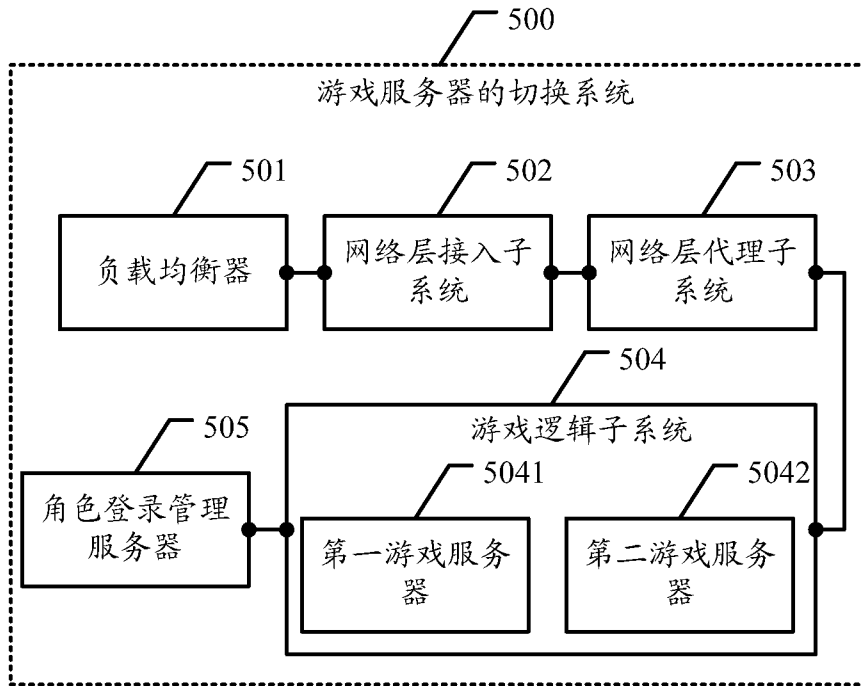 500
游戏服务器的切换系统
501
502
503
负载均衡器
网络层接入子
系统
网络层代理子
系统
504
505
游戏逻辑子系统
角色登录管理
服务器
5041
5042
第一游戏服务
器
第二游戏服务
器